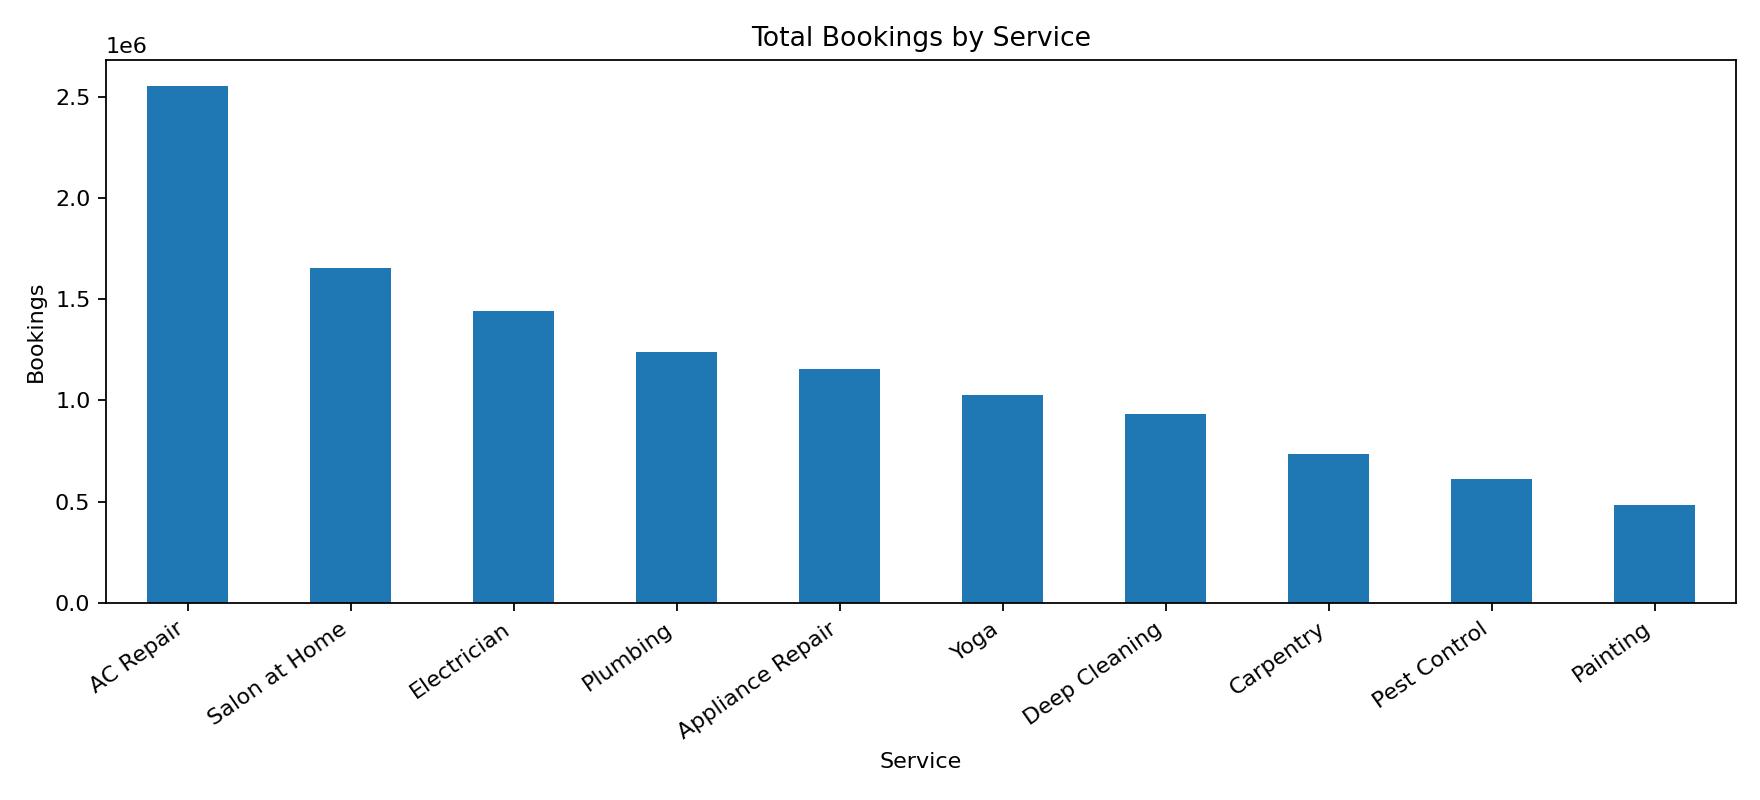 Total Bookings by Service
1e6
2.5
2.0
1.5
1.0
0.5
0.0
Bookings
AC Repair
Salon at Home
Electrician
Plumbing
Appliance Repair
Yoga
Deep Cleaning
Carpentry
Pest Control
Painting
Service